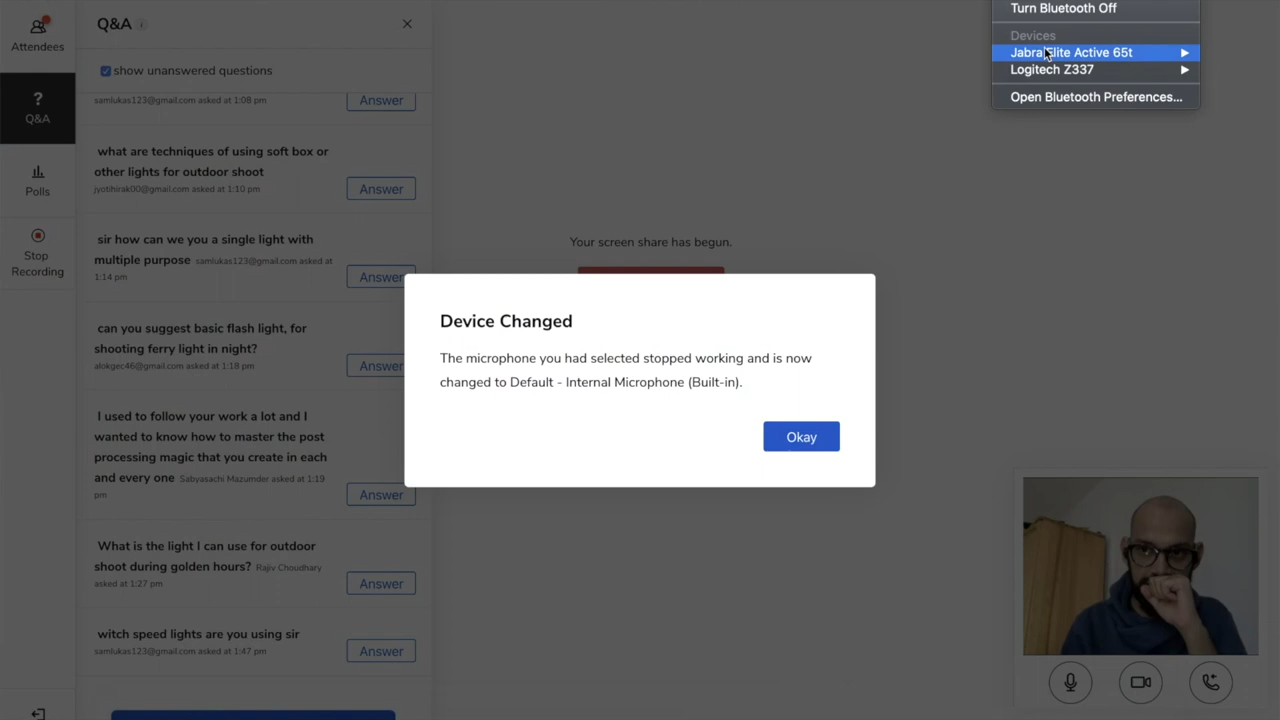 Turn Bluetooth Off
Devices
Jabra Elite Active 65t
Logitech Z337
Open Bluetooth Preferences...
Attendees
?
Q&A
Polls
Stop
Recording
Q&A
show unanswered questions
samlukas123@gmail.com asked at 1:08 pm
Answer
what are techniques of using soft box or
other lights for outdoor shoot
jyotihirak00@gmail.com asked at 1:10 pm
Answer
sir how can we you a single light with
multiple purpose samlukas123@gmail.com asked at
1:14 pm
Answer
can you suggest basic flash light, for
shooting ferry light in night?
alokgec46@gmail.com asked at 1:18 pm
Answer
I used to follow your work a lot and I
wanted to know how to master the post
processing magic that you create in each
and every one Sabyasachi Mazumder asked at 1:19
pm
Answer
What is the light I can use for outdoor
shoot during golden hours? Rajiv Choudhary
asked at 1:27 pm
Answer
witch speed lights are you using sir
samlukas123@gmail.com asked at 1:47 pm
Answer
Your screen share has begun.
Device Changed
The microphone you had selected stopped working and is now
changed to Default - Internal Microphone (Built-in).
Okay